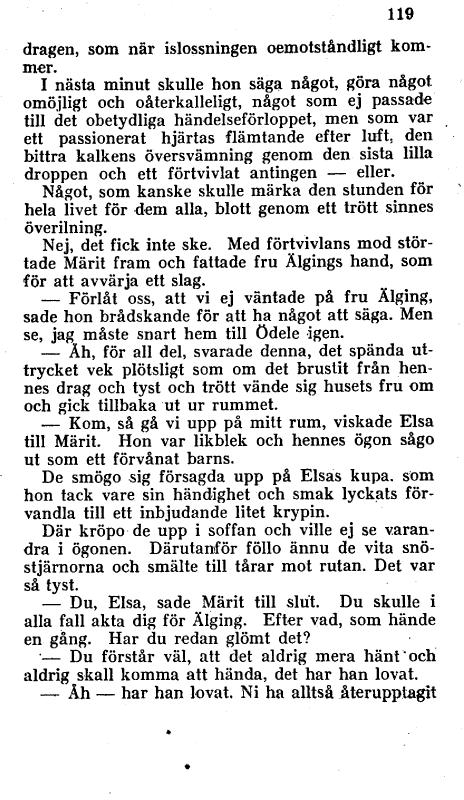 119
dragen, som när islossningen oemotståndligt kom-
mer.
I nästa minut skulle hon säga något, göra något
omöjligt och oåterkalleligt, något som ej passade
till det obetydliga händelseförloppet, men som var
ett passionerat hjärtas flämtande efter luft, den
bittra kalkens översvämning genom den sista lilla
droppen och ett förtvivlat antingen — eller.
Något, som kanske skulle märka den stunden för
hela livet för dem alla, blott genom ett trött sinnes
överilning.
Nej, det fick inte ske. Med förtvivlans mod stör-
tade Märit fram och fattade fru Älgings hand, som
för att avvärja ett slag.
— Förlåt oss, att vi ej väntade på fru Älging,
sade hon brådskande för att ha något att säga. Men
se, jag måste snart hem till Ödele igen.
— Åh, för all del, svarade denna, det spända ut-
trycket vek plötsligt som om det brustit från hen-
nes drag och tyst och trött vände sig husets fru om
och gick tillbaka ut ur rummet.
— Kom, så gå vi upp på mitt rum, viskade Elsa
till Märit. Hon var likblek och hennes ögon sågo
ut som ett förvånat barns.
De smögo sig försagda upp på Elsas kupa. som
hon tack vare sin händighet och smak lyckats för-
vandla till ett inbjudande litet krypin.
Där kröpo de upp i soffan och ville ej se varan-
dra i ögonen. Därutanför föllo ännu de vita snö-
stjärnorna och smälte till tårar mot rutan. Det var
så tyst.
— Du, Elsa, sade Märit till slut. Du skulle i
alla fall akta dig för Älging. Efter vad, som hände
en gång. Har du redan glömt det?
— Du förstår väl, att det aldrig mera hänt och
aldrig skall komma att hända, det har han lovat.
— Åh — har han lovat. Ni ha alltså återupptagit